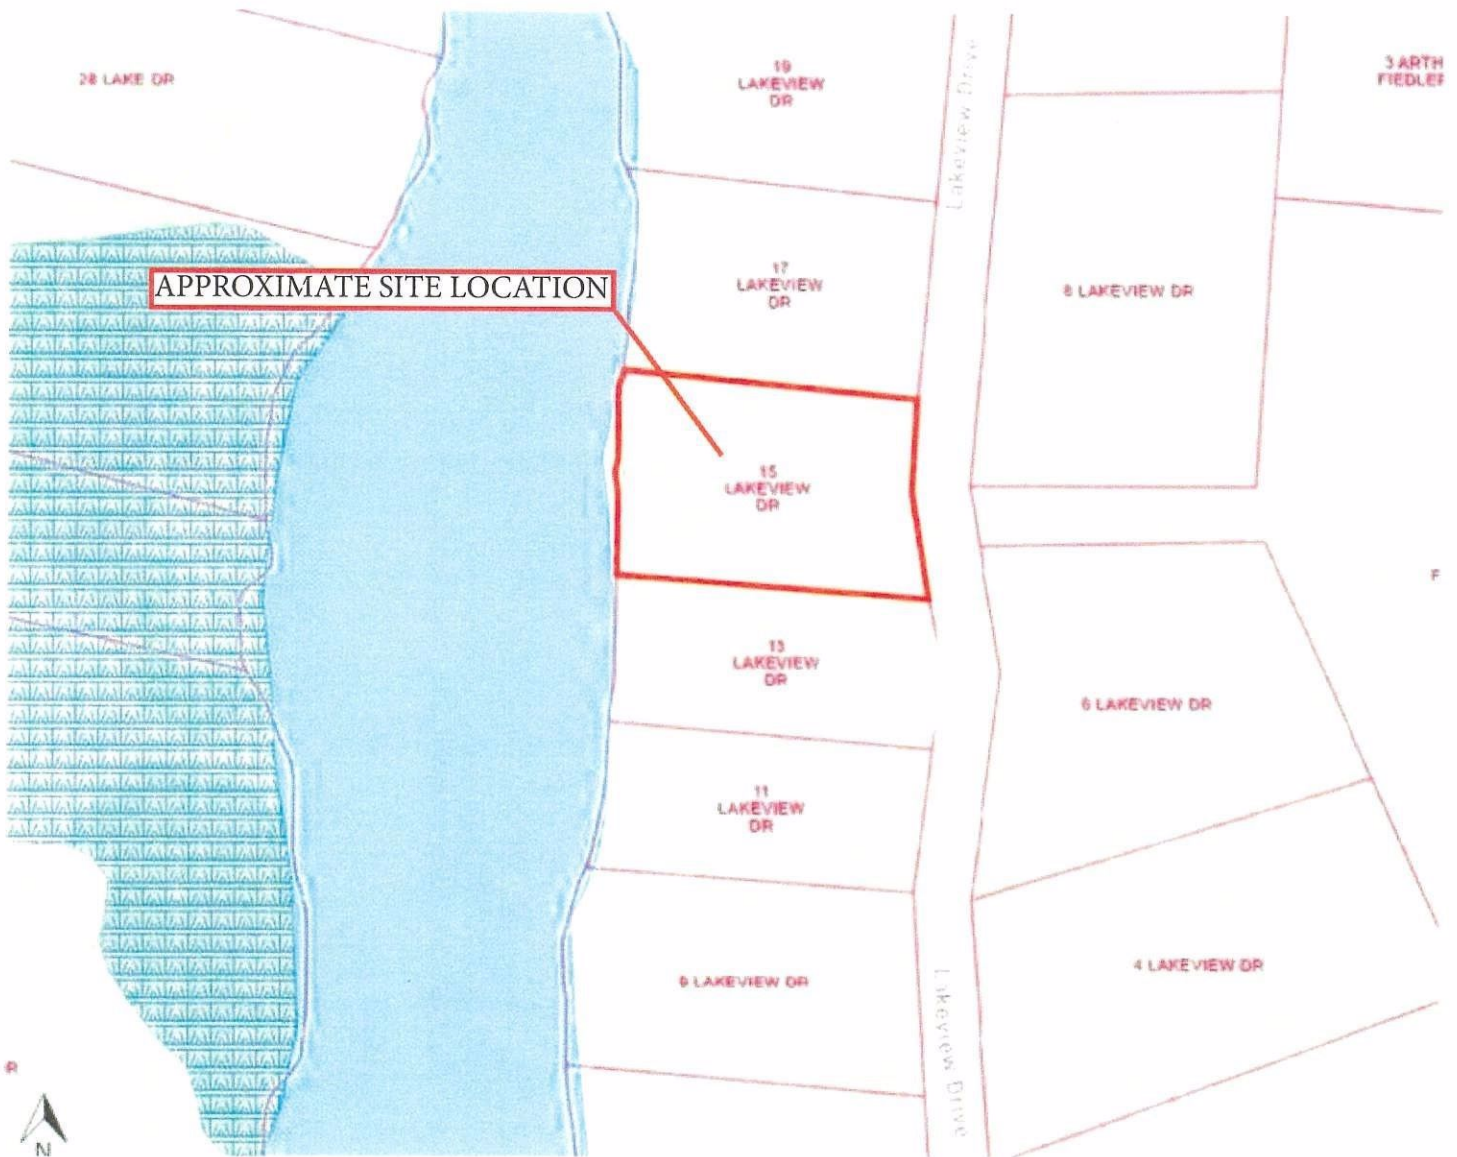 28 LAKE DR
19
LAKEVIEW
DR
Lakeview Drive
3 ARTH
FIEDLER
APPROXIMATE SITE LOCATION
17
LAKEVIEW
DR
8 LAKEVIEW DR
15
LAKEVIEW
DR
F
13
LAKEVIEW
DR
6 LAKEVIEW DR
11
LAKEVIEW
DR
9 LAKEVIEW DR
4 LAKEVIEW DR
Lakeview Drive
R
N